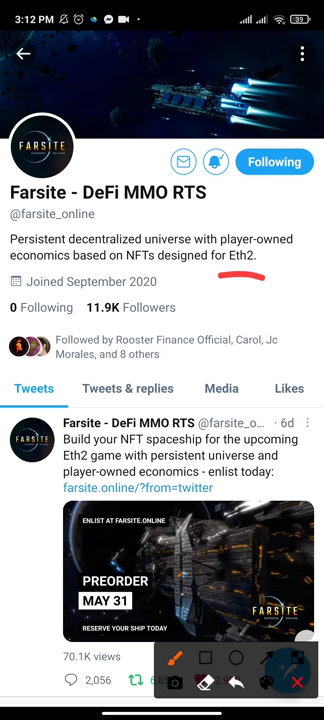 3:12 PM
39
FARSITE
Following
Farsite - DeFi MMO RTS
@farsite_online
Persistent decentralized universe with player-owned
economics based on NFTs designed for Eth2.
Joined September 2020
0 Following 11.9K Followers
Followed by Rooster Finance Official, Carol, Jc
Morales, and 8 others
Tweets Tweets & replies Media Likes
Farsite - DeFi MMO RTS @farsite_o... · 6d
FARSITE
Build your NFT spaceship for the upcoming
Eth2 game with persistent universe and
player-owned economics - enlist today:
farsite.online/?from=twitter
ENLIST AT FARSITE.ONLINE
PREORDER
MAY 31
FARSITE
RESERVE YOUR SHIP TODAY
70.1K views
2,056